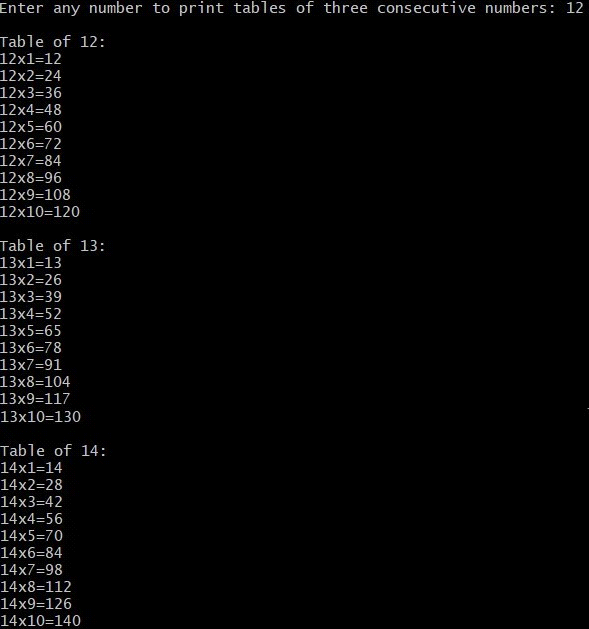 Enter any number to print tables of three consecutive numbers: 12
Table of 12:
12x1=12
12x2=24
12x3=36
12x4=48
12x5=60
12x6=72
12x7=84
12x8=96
12x9=108
12x10=120
Table of 13:
13x1=13
13x2=26
13x3=39
13x4=52
13x5=65
13x6=78
13x7=91
13x8=104
13x9=117
13x10=130
Table of 14:
14x1=14
14x2=28
14x3=42
14x4=56
14x5=70
14x6=84
14x7=98
14x8=112
14x9=126
14x10=140